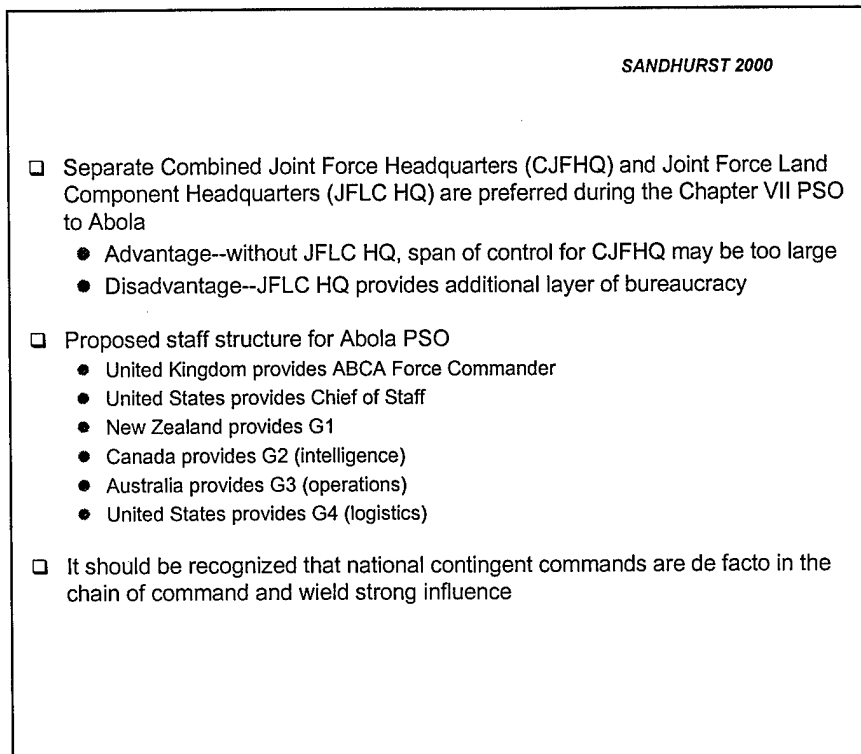 SANDHURST 2000
❑ Separate Combined Joint Force Headquarters (CJFHQ) and Joint Force Land
Component Headquarters (JFLC HQ) are preferred during the Chapter VII PSO
to Abola
● Advantage--without JFLC HQ, span of control for CJFHQ may be too large
● Disadvantage--JFLC HQ provides additional layer of bureaucracy
❑ Proposed staff structure for Abola PSO
● United Kingdom provides ABCA Force Commander
● United States provides Chief of Staff
● New Zealand provides G1
● Canada provides G2 (intelligence)
● Australia provides G3 (operations)
● United States provides G4 (logistics)
❑ It should be recognized that national contingent commands are de facto in the
chain of command and wield strong influence